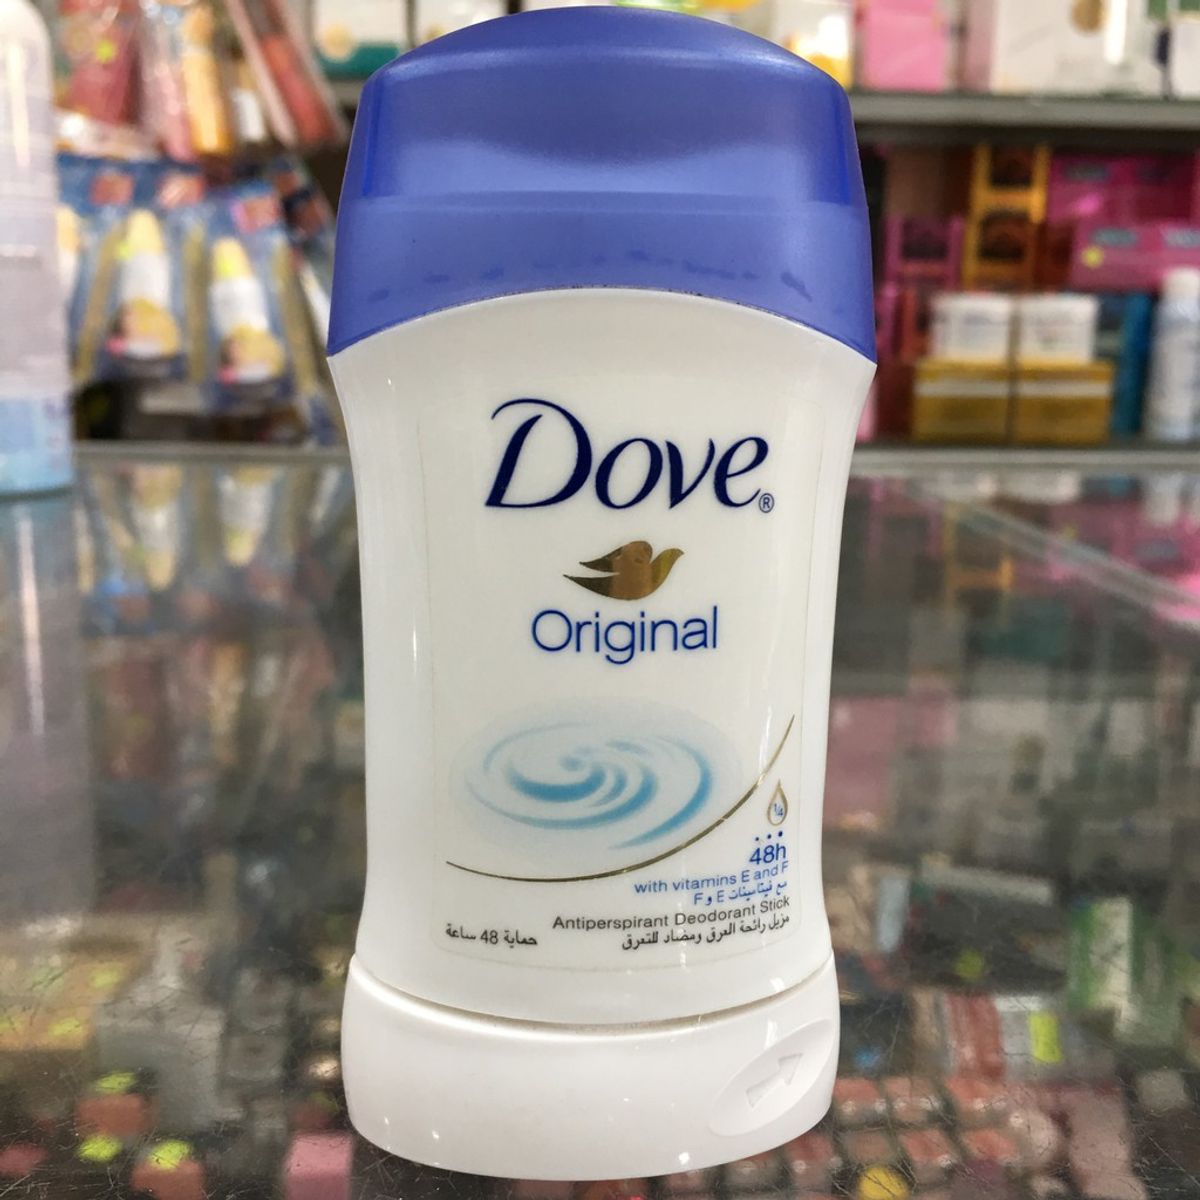 Dove®
Original
¼
48h
with vitamins E and F
مع فيتامينات E و F
Antiperspirant Deodorant Stick
مزيل رائحة العرق ومضاد للتعرق
حماية 48 ساعة